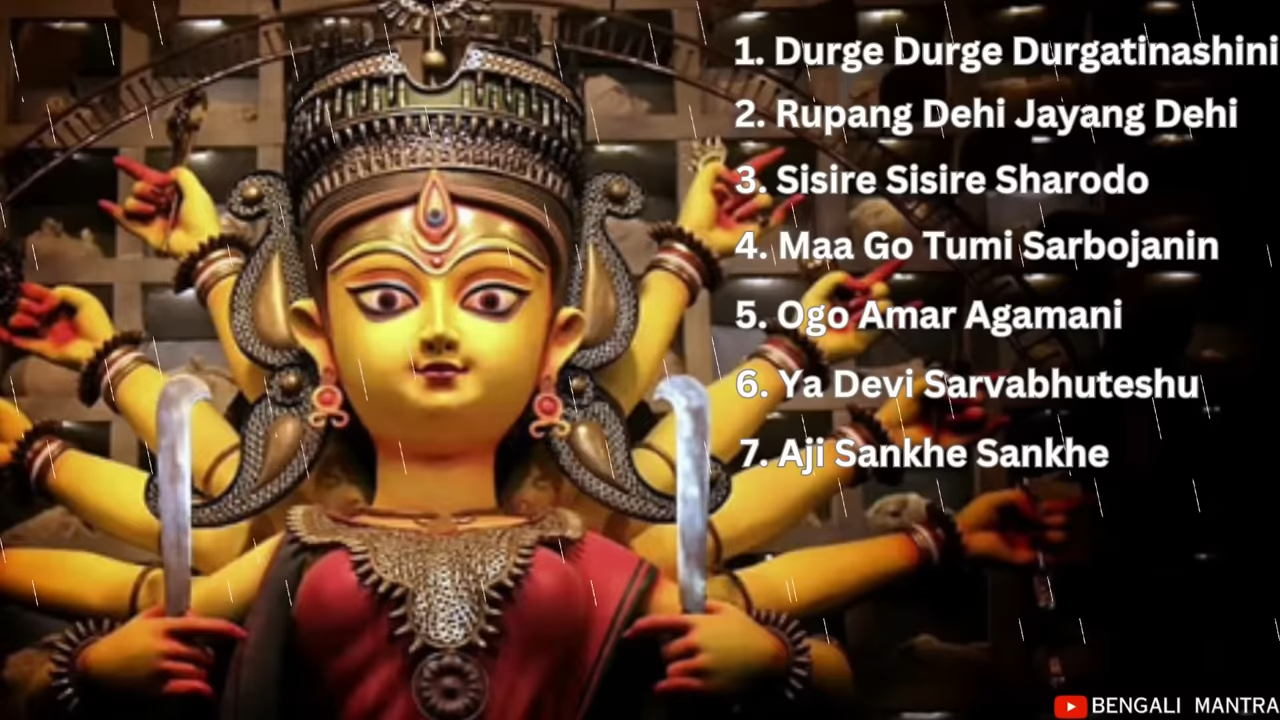 1. Durge Durge Durgatinashini
2. Rupang Dehi Jayang Dehi
3. Sisire Sisire Sharodo
4. Maa Go Tumi Sarbojanin
5. Ogo Amar Agamani
6. Ya Devi Sarvabhuteshu
7. Aji Sankhe Sankhe
BENGALI MANTRA